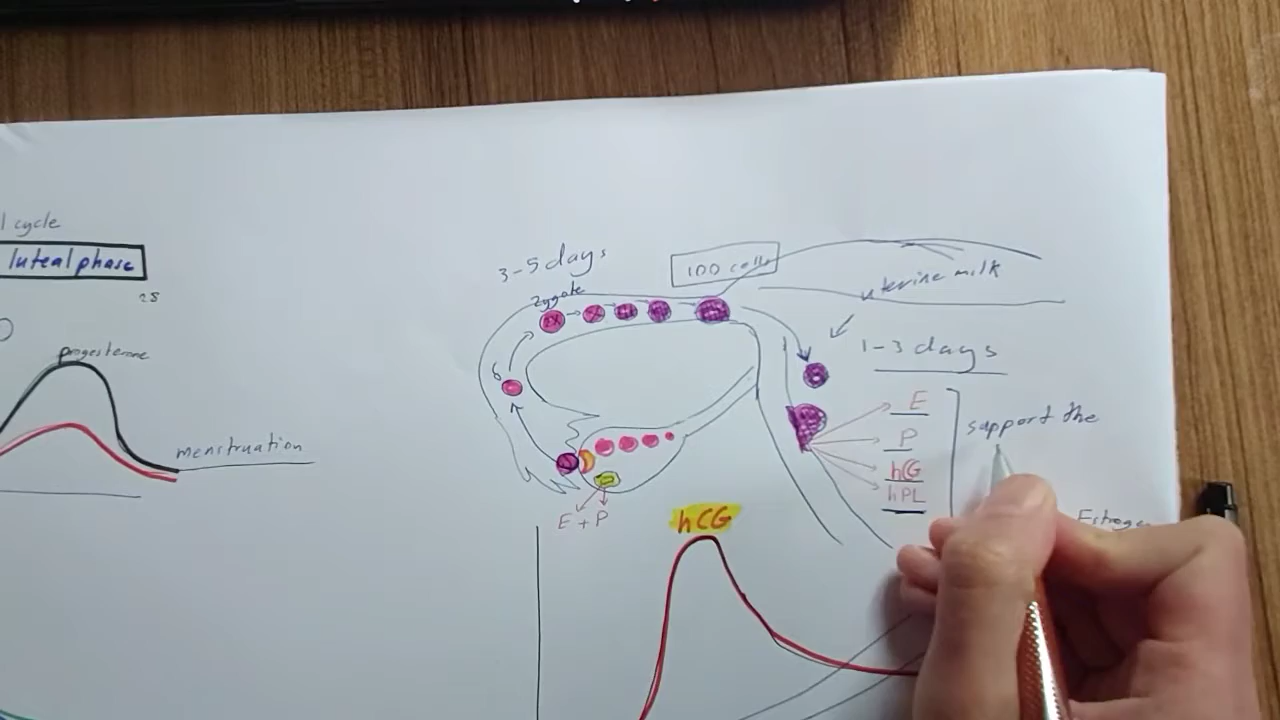 l cycle
luteal phase
28
progesterone
menstruation
3-5 days
zygote
100 cells
uterine milk
1-3 days
E
P
hCG
hPL
support the
E + P
hCG
Estrogen